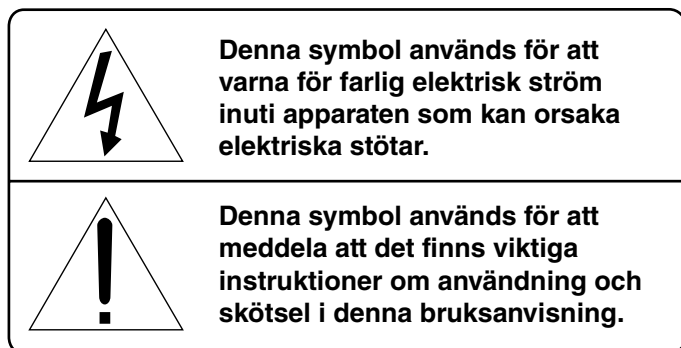 Denna symbol används för att
varna för farlig elektrisk ström
inuti apparaten som kan orsaka
elektriska stötar.
Denna symbol används för att
meddela att det finns viktiga
instruktioner om användning och
skötsel i denna bruksanvisning.